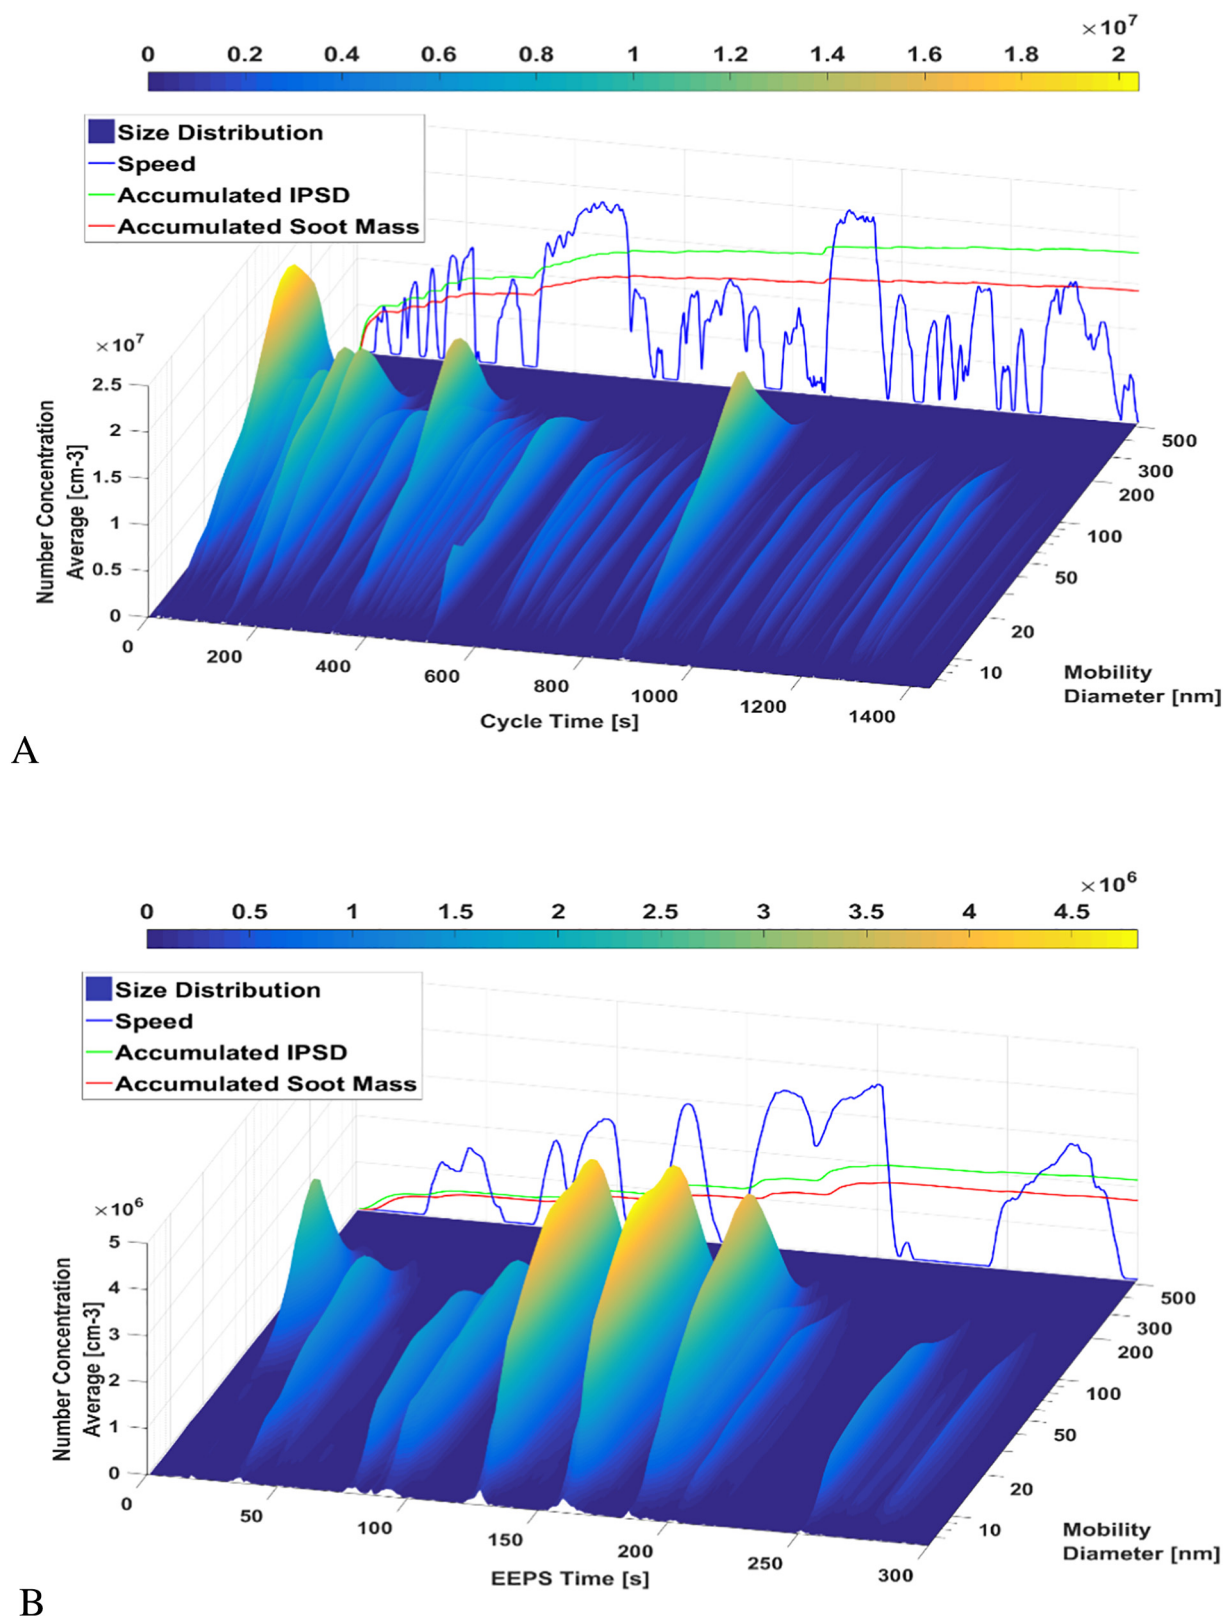 ×10⁷
0 0.2 0.4 0.6 0.8 1 1.2 1.4 1.6 1.8 2
Size Distribution
Speed
Accumulated IPSD
Accumulated Soot Mass
×10⁷
2.5
2
1.5
1
0.5
0
Number Concentration
Average [cm-3]
0 200 400 600 800 1000 1200 1400
Cycle Time [s]
500
300
200
100
50
20
10
Mobility
Diameter [nm]
A
×10⁶
0 0.5 1 1.5 2 2.5 3 3.5 4 4.5
Size Distribution
Speed
Accumulated IPSD
Accumulated Soot Mass
×10⁶
5
4
3
2
1
0
Number Concentration
Average [cm-3]
0 50 100 150 200 250 300
EEPS Time [s]
500
300
200
100
50
20
10
Mobility
Diameter [nm]
B